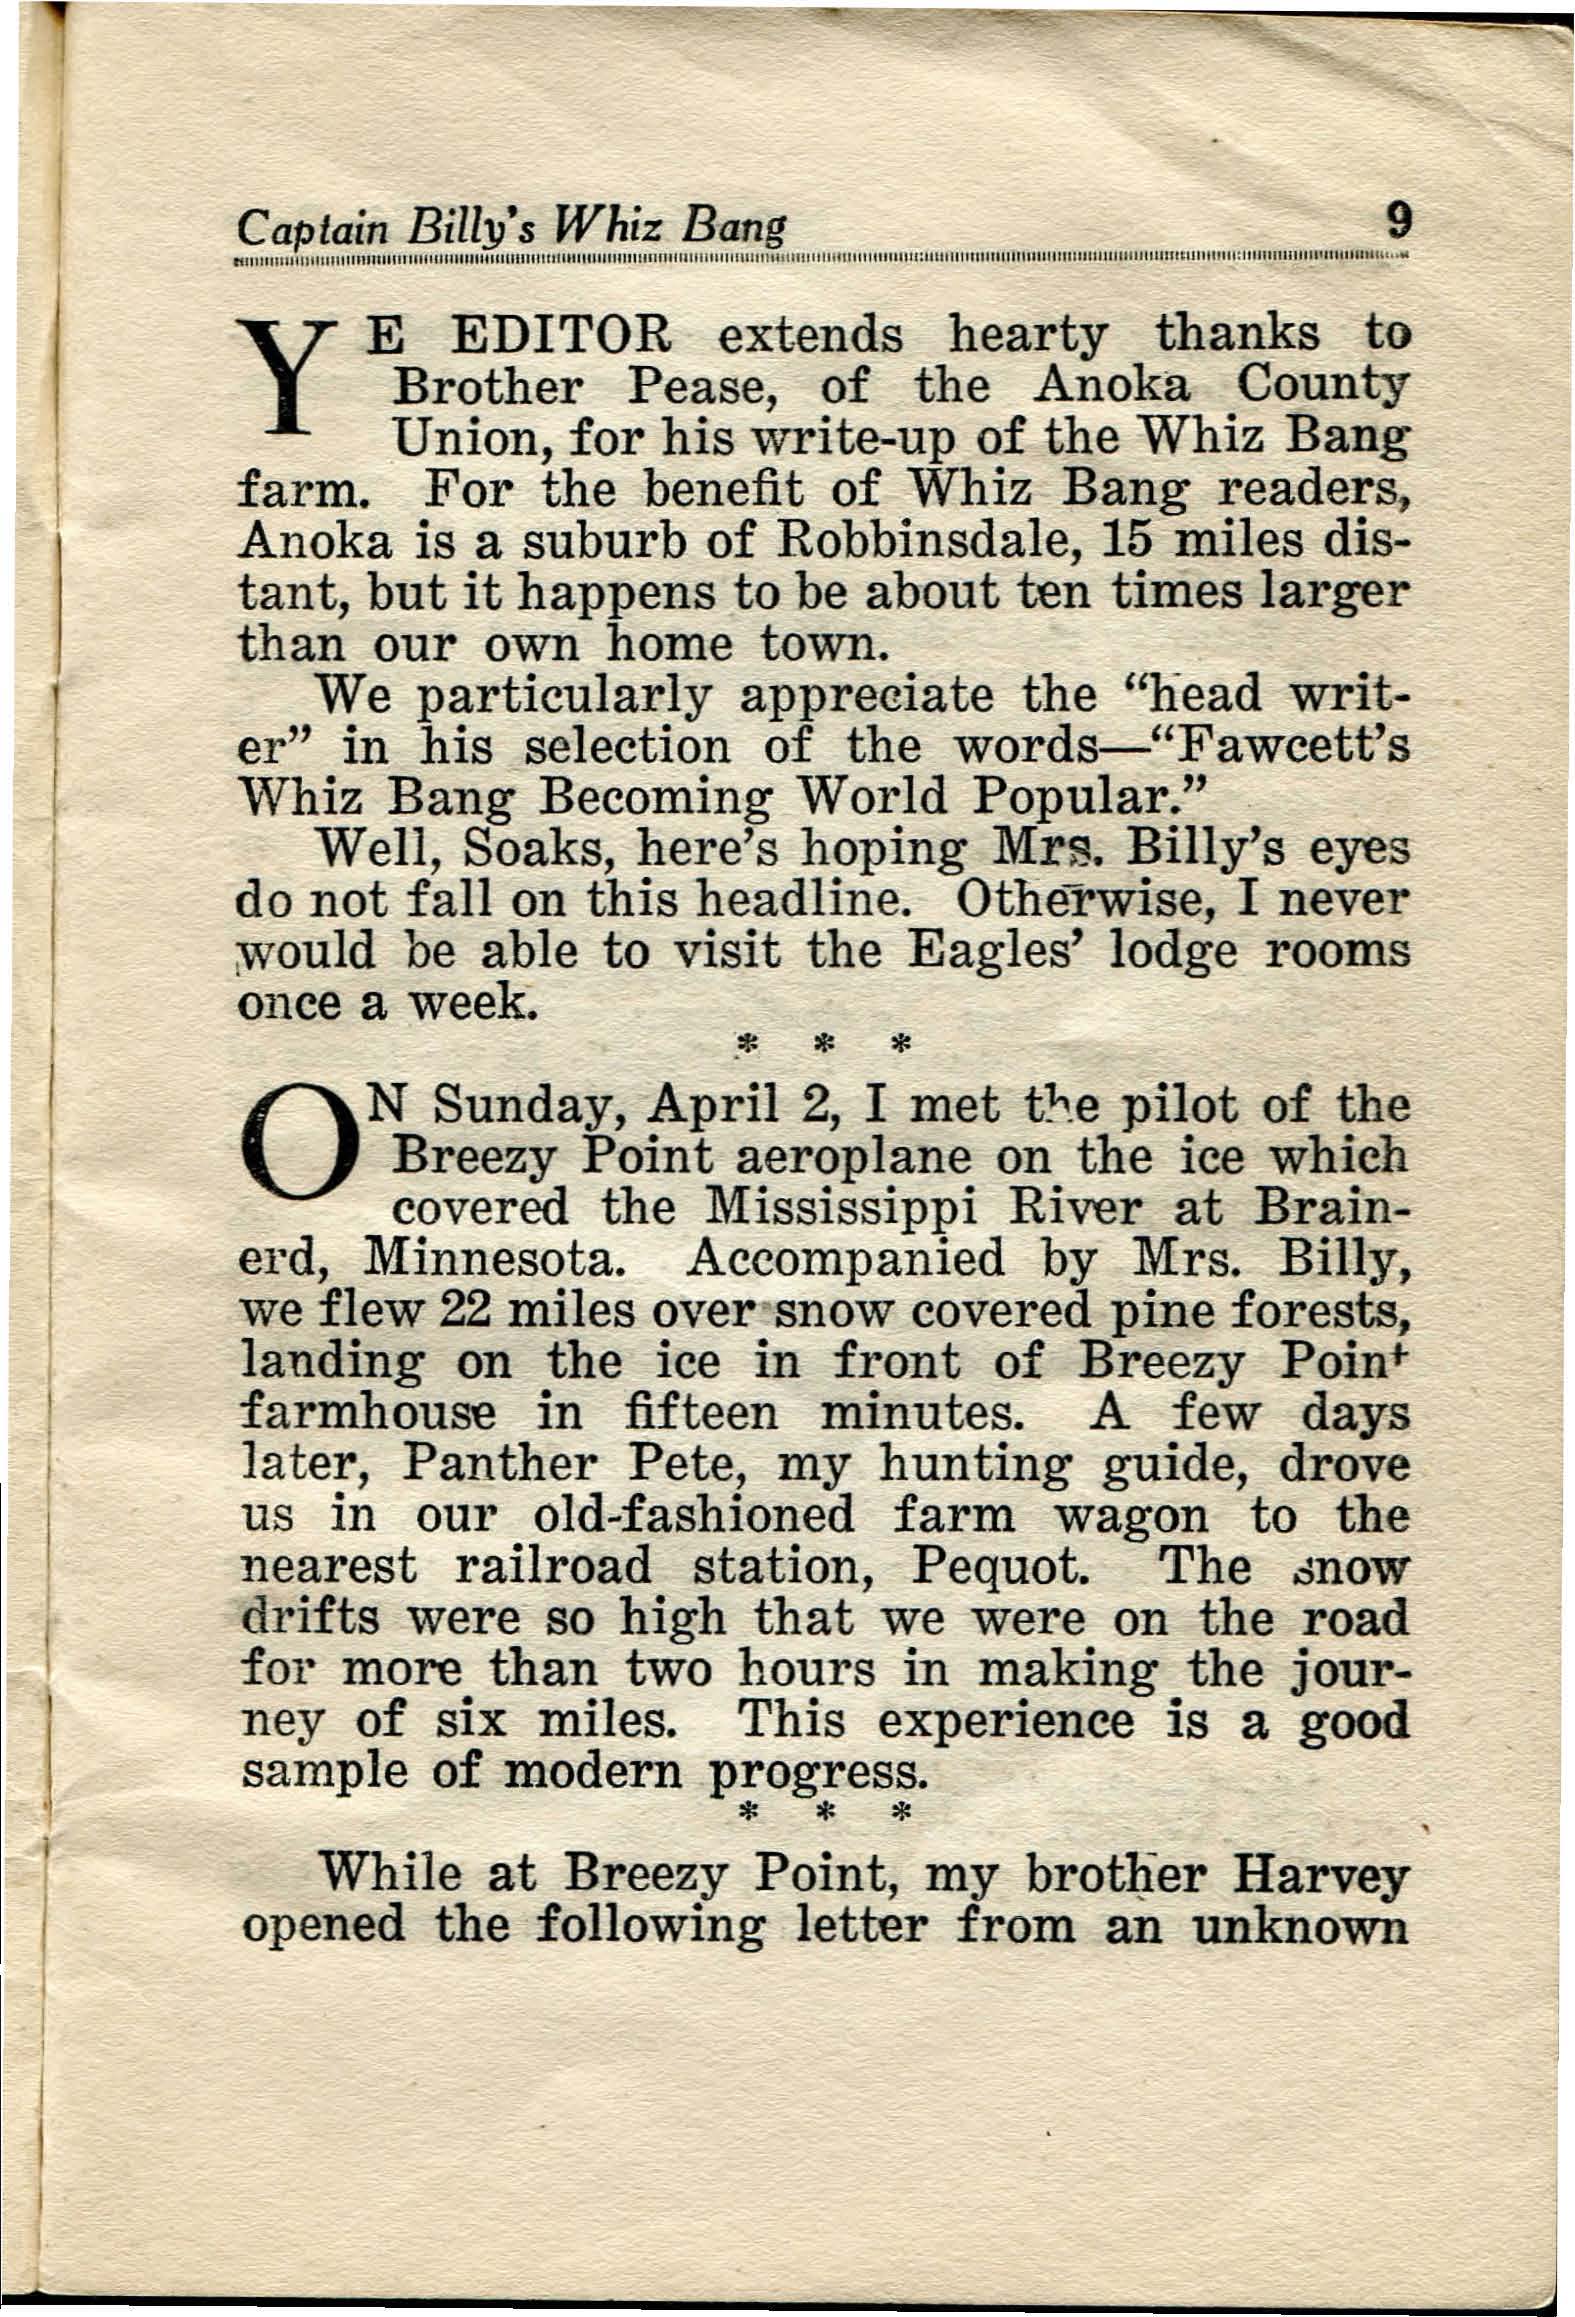 Captain Billy's Whiz Bang 9
YE EDITOR extends hearty thanks to
Brother Pease, of the Anoka County
Union, for his write-up of the Whiz Bang
farm. For the benefit of Whiz Bang readers,
Anoka is a suburb of Robbinsdale, 15 miles dis-
tant, but it happens to be about ten times larger
than our own home town.
We particularly appreciate the “head writ-
er” in his selection of the words—“Fawcett’s
Whiz Bang Becoming World Popular.”
Well, Soaks, here’s hoping Mrs. Billy’s eyes
do not fall on this headline. Otherwise, I never
would be able to visit the Eagles’ lodge rooms
once a week.
* * *
ON Sunday, April 2, I met the pilot of the
Breezy Point aeroplane on the ice which
covered the Mississippi River at Brain-
erd, Minnesota. Accompanied by Mrs. Billy,
we flew 22 miles over snow covered pine forests,
landing on the ice in front of Breezy Point
farmhouse in fifteen minutes. A few days
later, Panther Pete, my hunting guide, drove
us in our old-fashioned farm wagon to the
nearest railroad station, Pequot. The snow
drifts were so high that we were on the road
for more than two hours in making the jour-
ney of six miles. This experience is a good
sample of modern progress.
* * *
While at Breezy Point, my brother Harvey
opened the following letter from an unknown